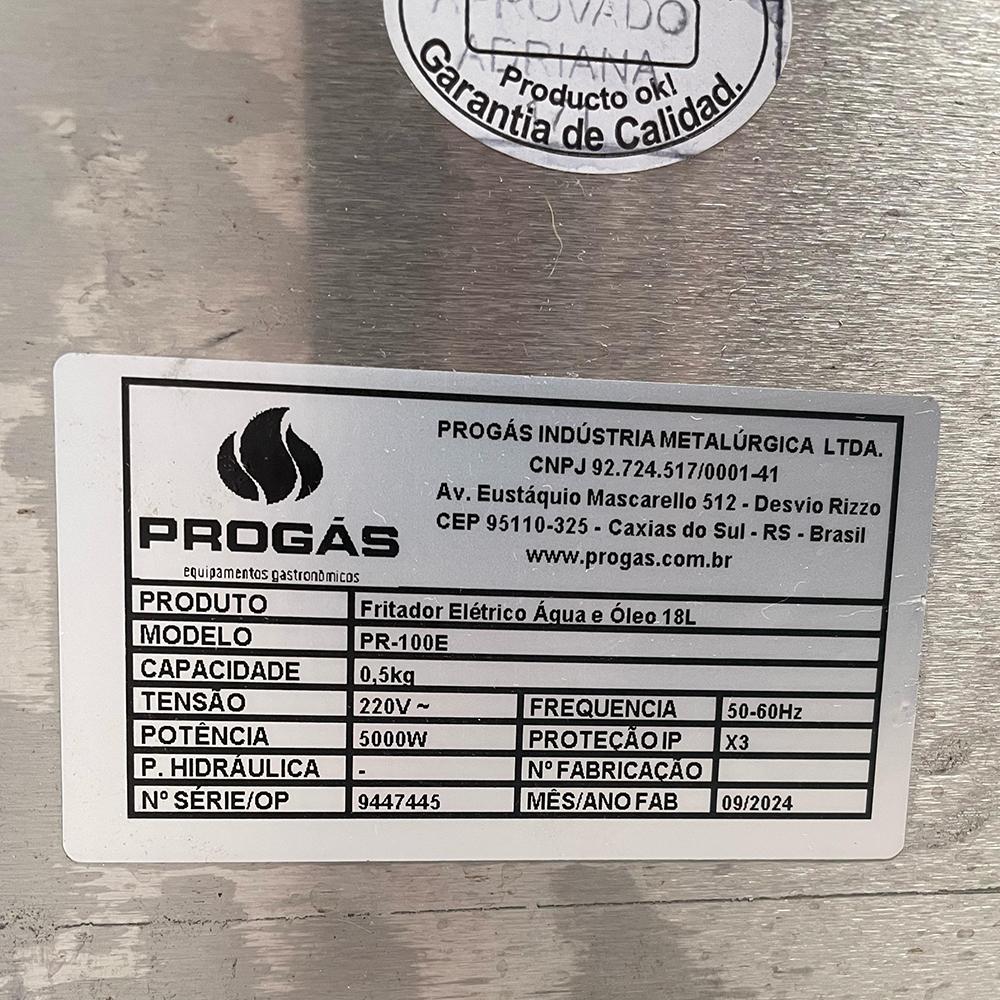 APROVADO
ADRIANA
Producto ok!
Garantia de Calidad.
PROGÁS
equipamentos gastronômicos
PROGÁS INDÚSTRIA METALÚRGICA LTDA.
CNPJ 92.724.517/0001-41
Av. Eustáquio Mascarello 512 - Desvio Rizzo
CEP 95110-325 - Caxias do Sul - RS - Brasil
www.progas.com.br
PRODUTO Fritador Elétrico Água e Óleo 18L
MODELO PR-100E
CAPACIDADE 0,5kg
TENSÃO 220V ~ FREQUENCIA 50-60Hz
POTÊNCIA 5000W PROTEÇÃO IP X3
P. HIDRÁULICA - Nº FABRICAÇÃO
Nº SÉRIE/OP 9447445 MÊS/ANO FAB 09/2024